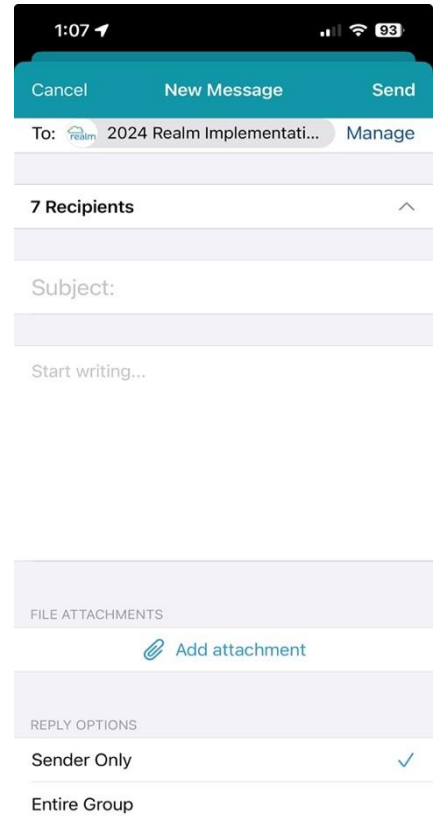 1:07
93
Cancel New Message Send
To: realm 2024 Realm Implementati... Manage
7 Recipients
Subject:
Start writing...
FILE ATTACHMENTS
Add attachment
REPLY OPTIONS
Sender Only
Entire Group